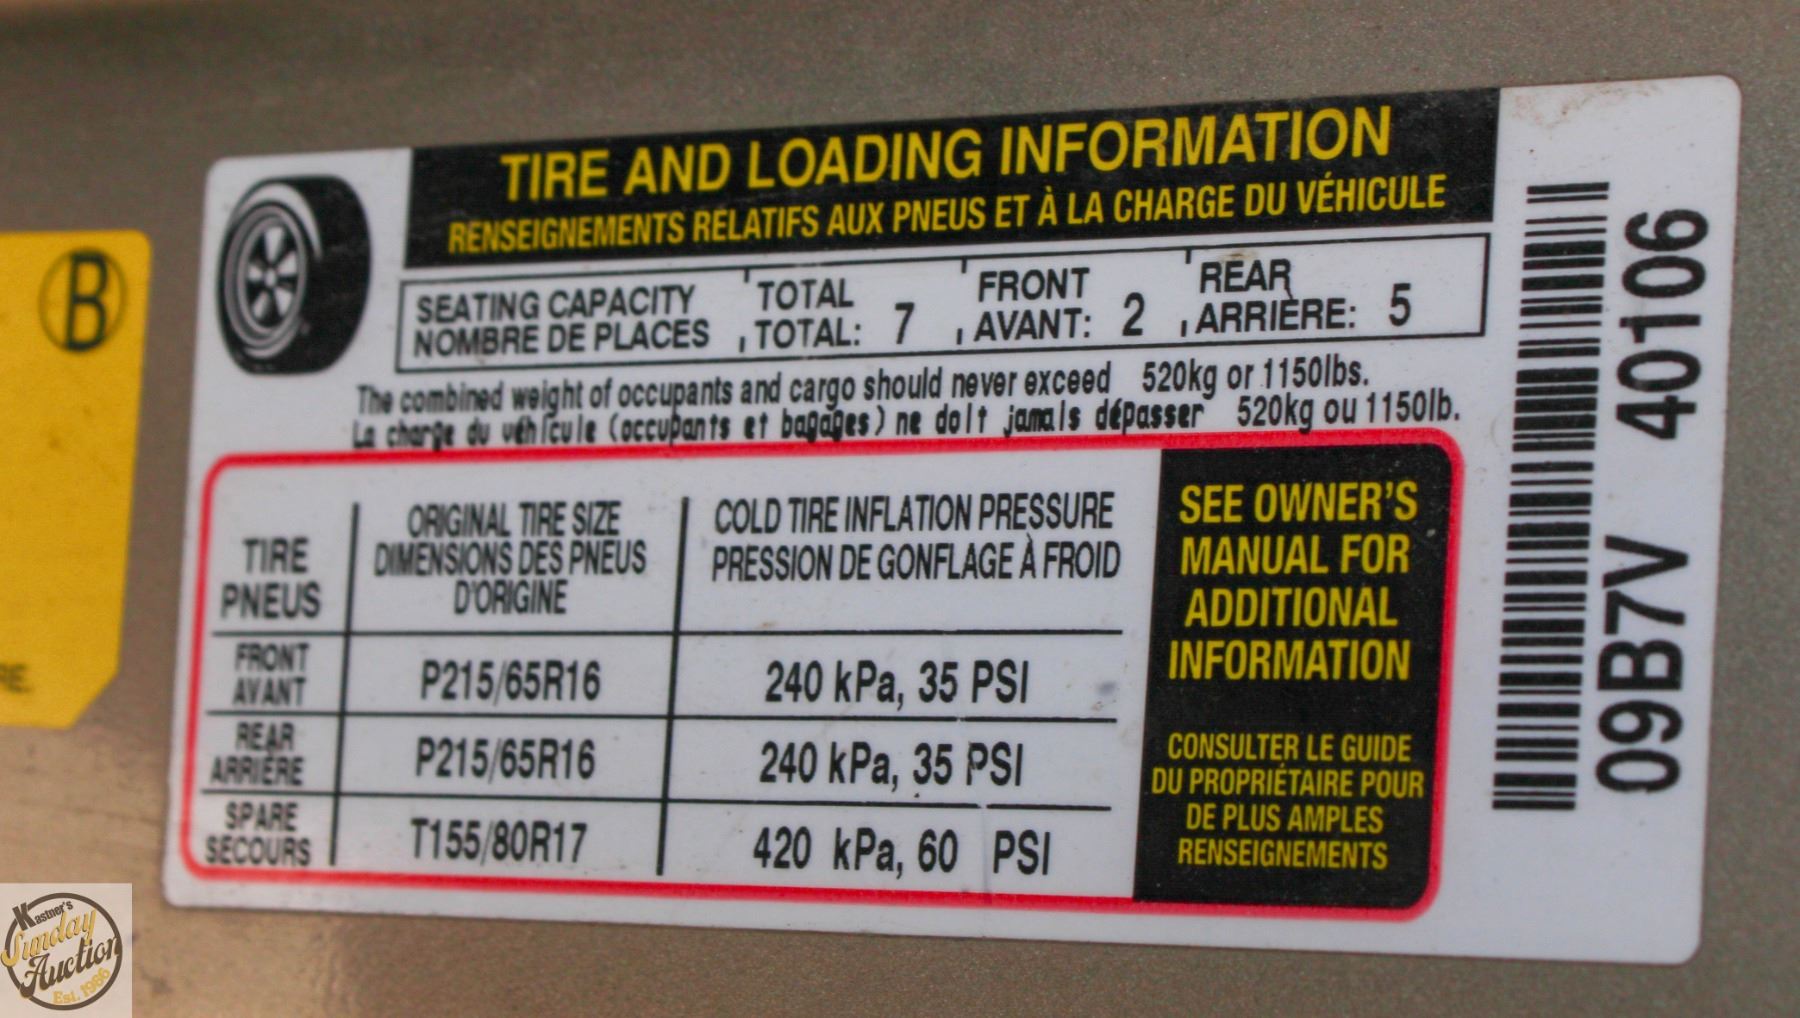 B
RE.
TIRE AND LOADING INFORMATION
RENSEIGNEMENTS RELATIFS AUX PNEUS ET À LA CHARGE DU VÉHICULE
SEATING CAPACITY TOTAL FRONT REAR
NOMBRE DE PLACES TOTAL: 7 AVANT: 2 ARRIÈRE: 5
The combined weight of occupants and cargo should never exceed 520kg or 1150lbs.
La charge du véhicule (occupants et bagages) ne doit jamais dépasser 520kg ou 1150lb.
TIRE
PNEUS
ORIGINAL TIRE SIZE
DIMENSIONS DES PNEUS
D'ORIGINE
COLD TIRE INFLATION PRESSURE
PRESSION DE GONFLAGE À FROID
FRONT
AVANT
P215/65R16
240 kPa, 35 PSI
REAR
ARRIÈRE
P215/65R16
240 kPa, 35 PSI
SPARE
SECOURS
T155/80R17
420 kPa, 60 PSI
SEE OWNER'S
MANUAL FOR
ADDITIONAL
INFORMATION
CONSULTER LE GUIDE
DU PROPRIÉTAIRE POUR
DE PLUS AMPLES
RENSEIGNEMENTS
09B7V 40106
Kastner's
Sunday
Auction
Est. 1966